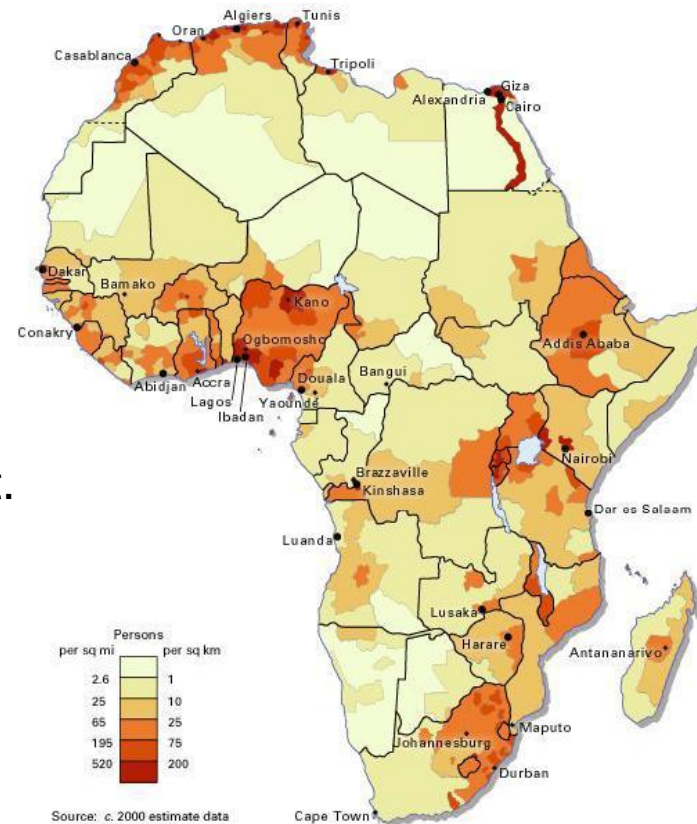 Algiers
Tunis
Oran
Casablanca
Tripoli
Giza
Alexandria
Cairo
Dakar
Bamako
Kano
Conakry
Ogbomosho
Addis Ababa
Abidjan
Accra
Douala
Bangui
Lagos
Yaoundé
Ibadan
Nairobi
Brazzaville
Kinshasa
Dar es Salaam
Luanda
Lusaka
Harare
Antananarivo
Maputo
Johannesburg
Durban
Cape Town
Persons
per sq mi per sq km
2.6 1
25 10
65 25
195 75
520 200
Source: c. 2000 estimate data